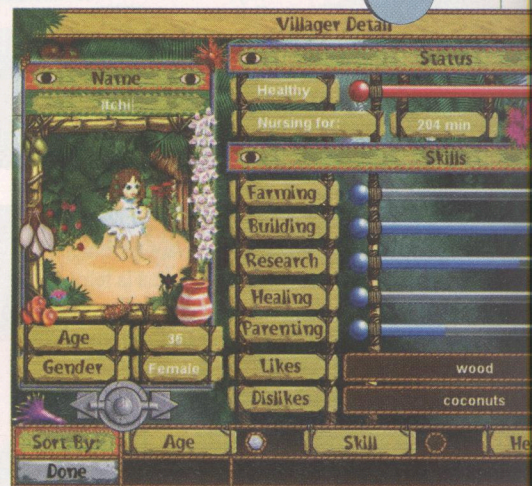 Villager Detail
Name
Itchi
Status
Healthy
Nursing for:
204 min
Skills
Farming
Building
Research
Healing
Parenting
Age
36
Gender
Female
Likes
wood
Dislikes
coconuts
Sort By:
Age
Skill
He
Done